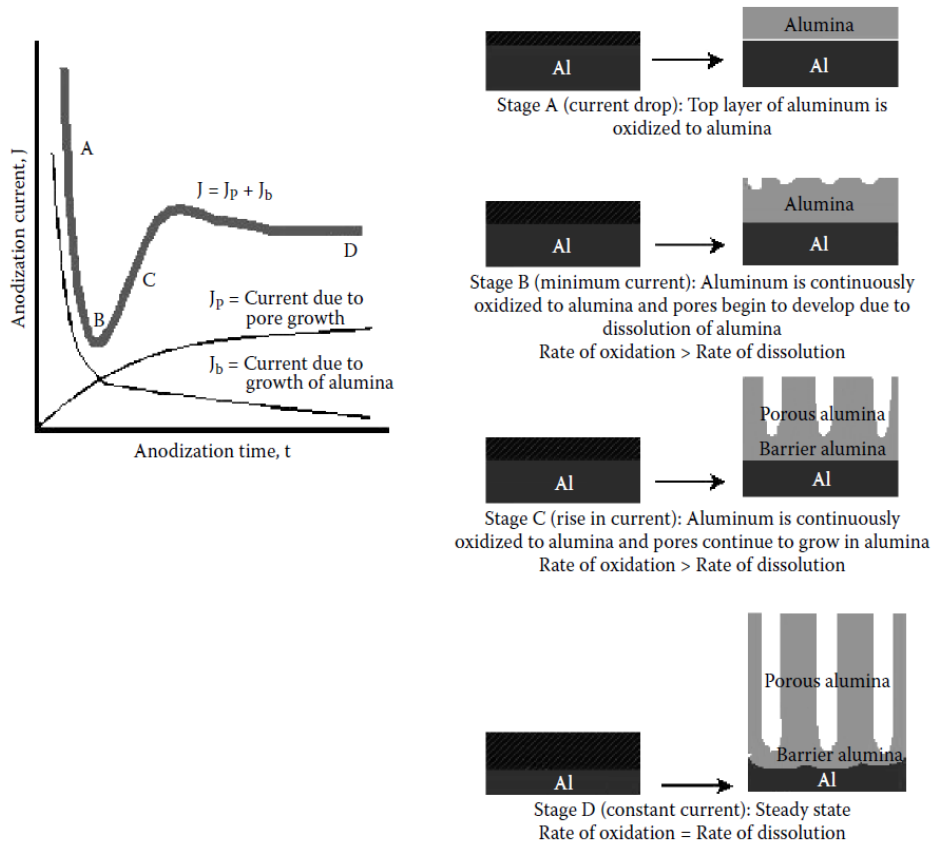 Anodization current, J
A
B
C
D
J = J_P + J_b
J_P = Current due to
pore growth
J_b = Current due to
growth of alumina
Anodization time, t
Al
Alumina
Al
Stage A (current drop): Top layer of aluminum is
oxidized to alumina
Al
Alumina
Al
Stage B (minimum current): Aluminum is continuously
oxidized to alumina and pores begin to develop due to
dissolution of alumina
Rate of oxidation > Rate of dissolution
Al
Porous alumina
Barrier alumina
Al
Stage C (rise in current): Aluminum is continuously
oxidized to alumina and pores continue to grow in alumina
Rate of oxidation > Rate of dissolution
Al
Porous alumina
Barrier alumina
Al
Stage D (constant current): Steady state
Rate of oxidation = Rate of dissolution